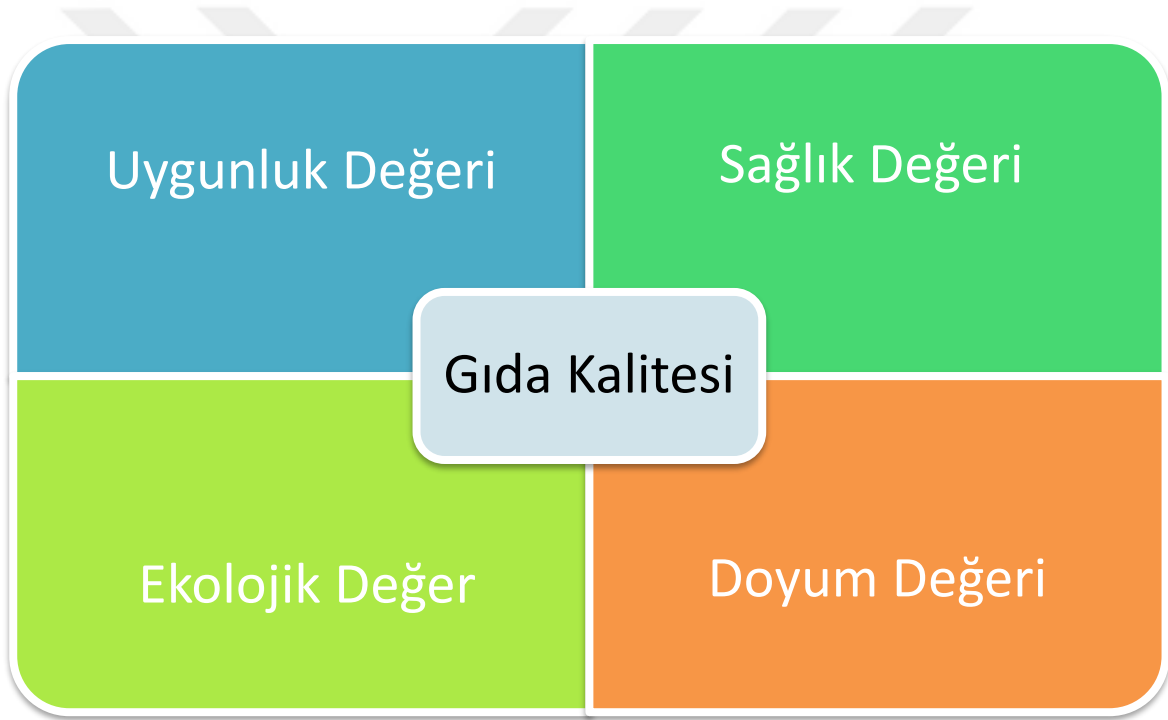 Uygunluk Değeri
Sağlık Değeri
Gıda Kalitesi
Ekolojik Değer
Doyum Değeri